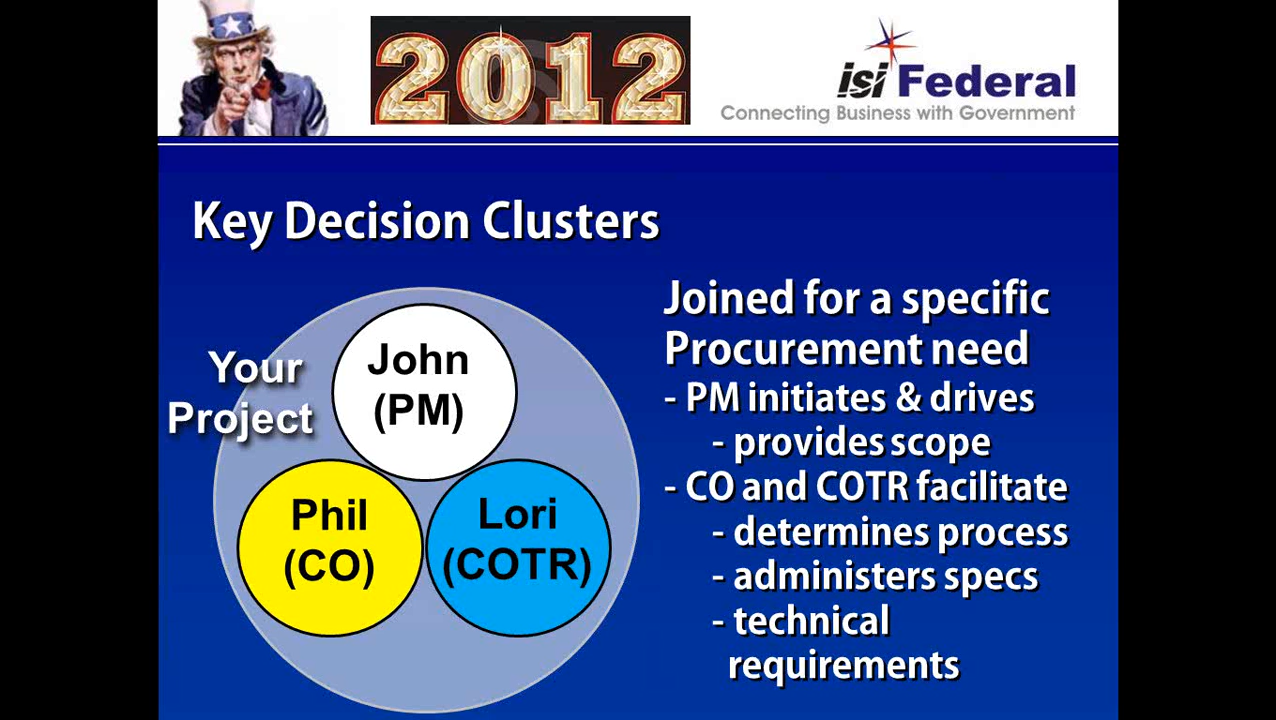 2012
isi Federal
Connecting Business with Government
Key Decision Clusters
Your
Project
John
(PM)
Phil
(CO)
Lori
(COTR)
Joined for a specific
Procurement need
- PM initiates & drives
- provides scope
- CO and COTR facilitate
- determines process
- administers specs
- technical
requirements